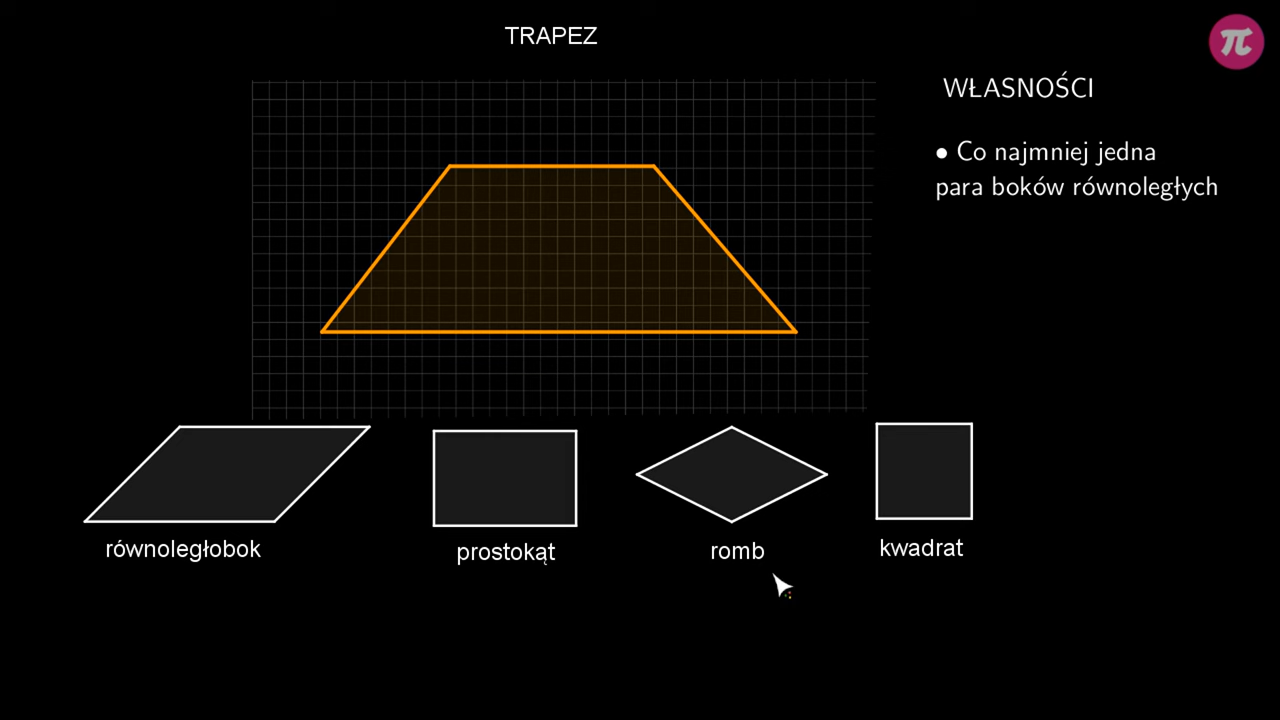 TRAPEZ
π
WŁASNOŚCI
• Co najmniej jedna
para boków równoległych
równoległobok
prostokąt
romb
kwadrat